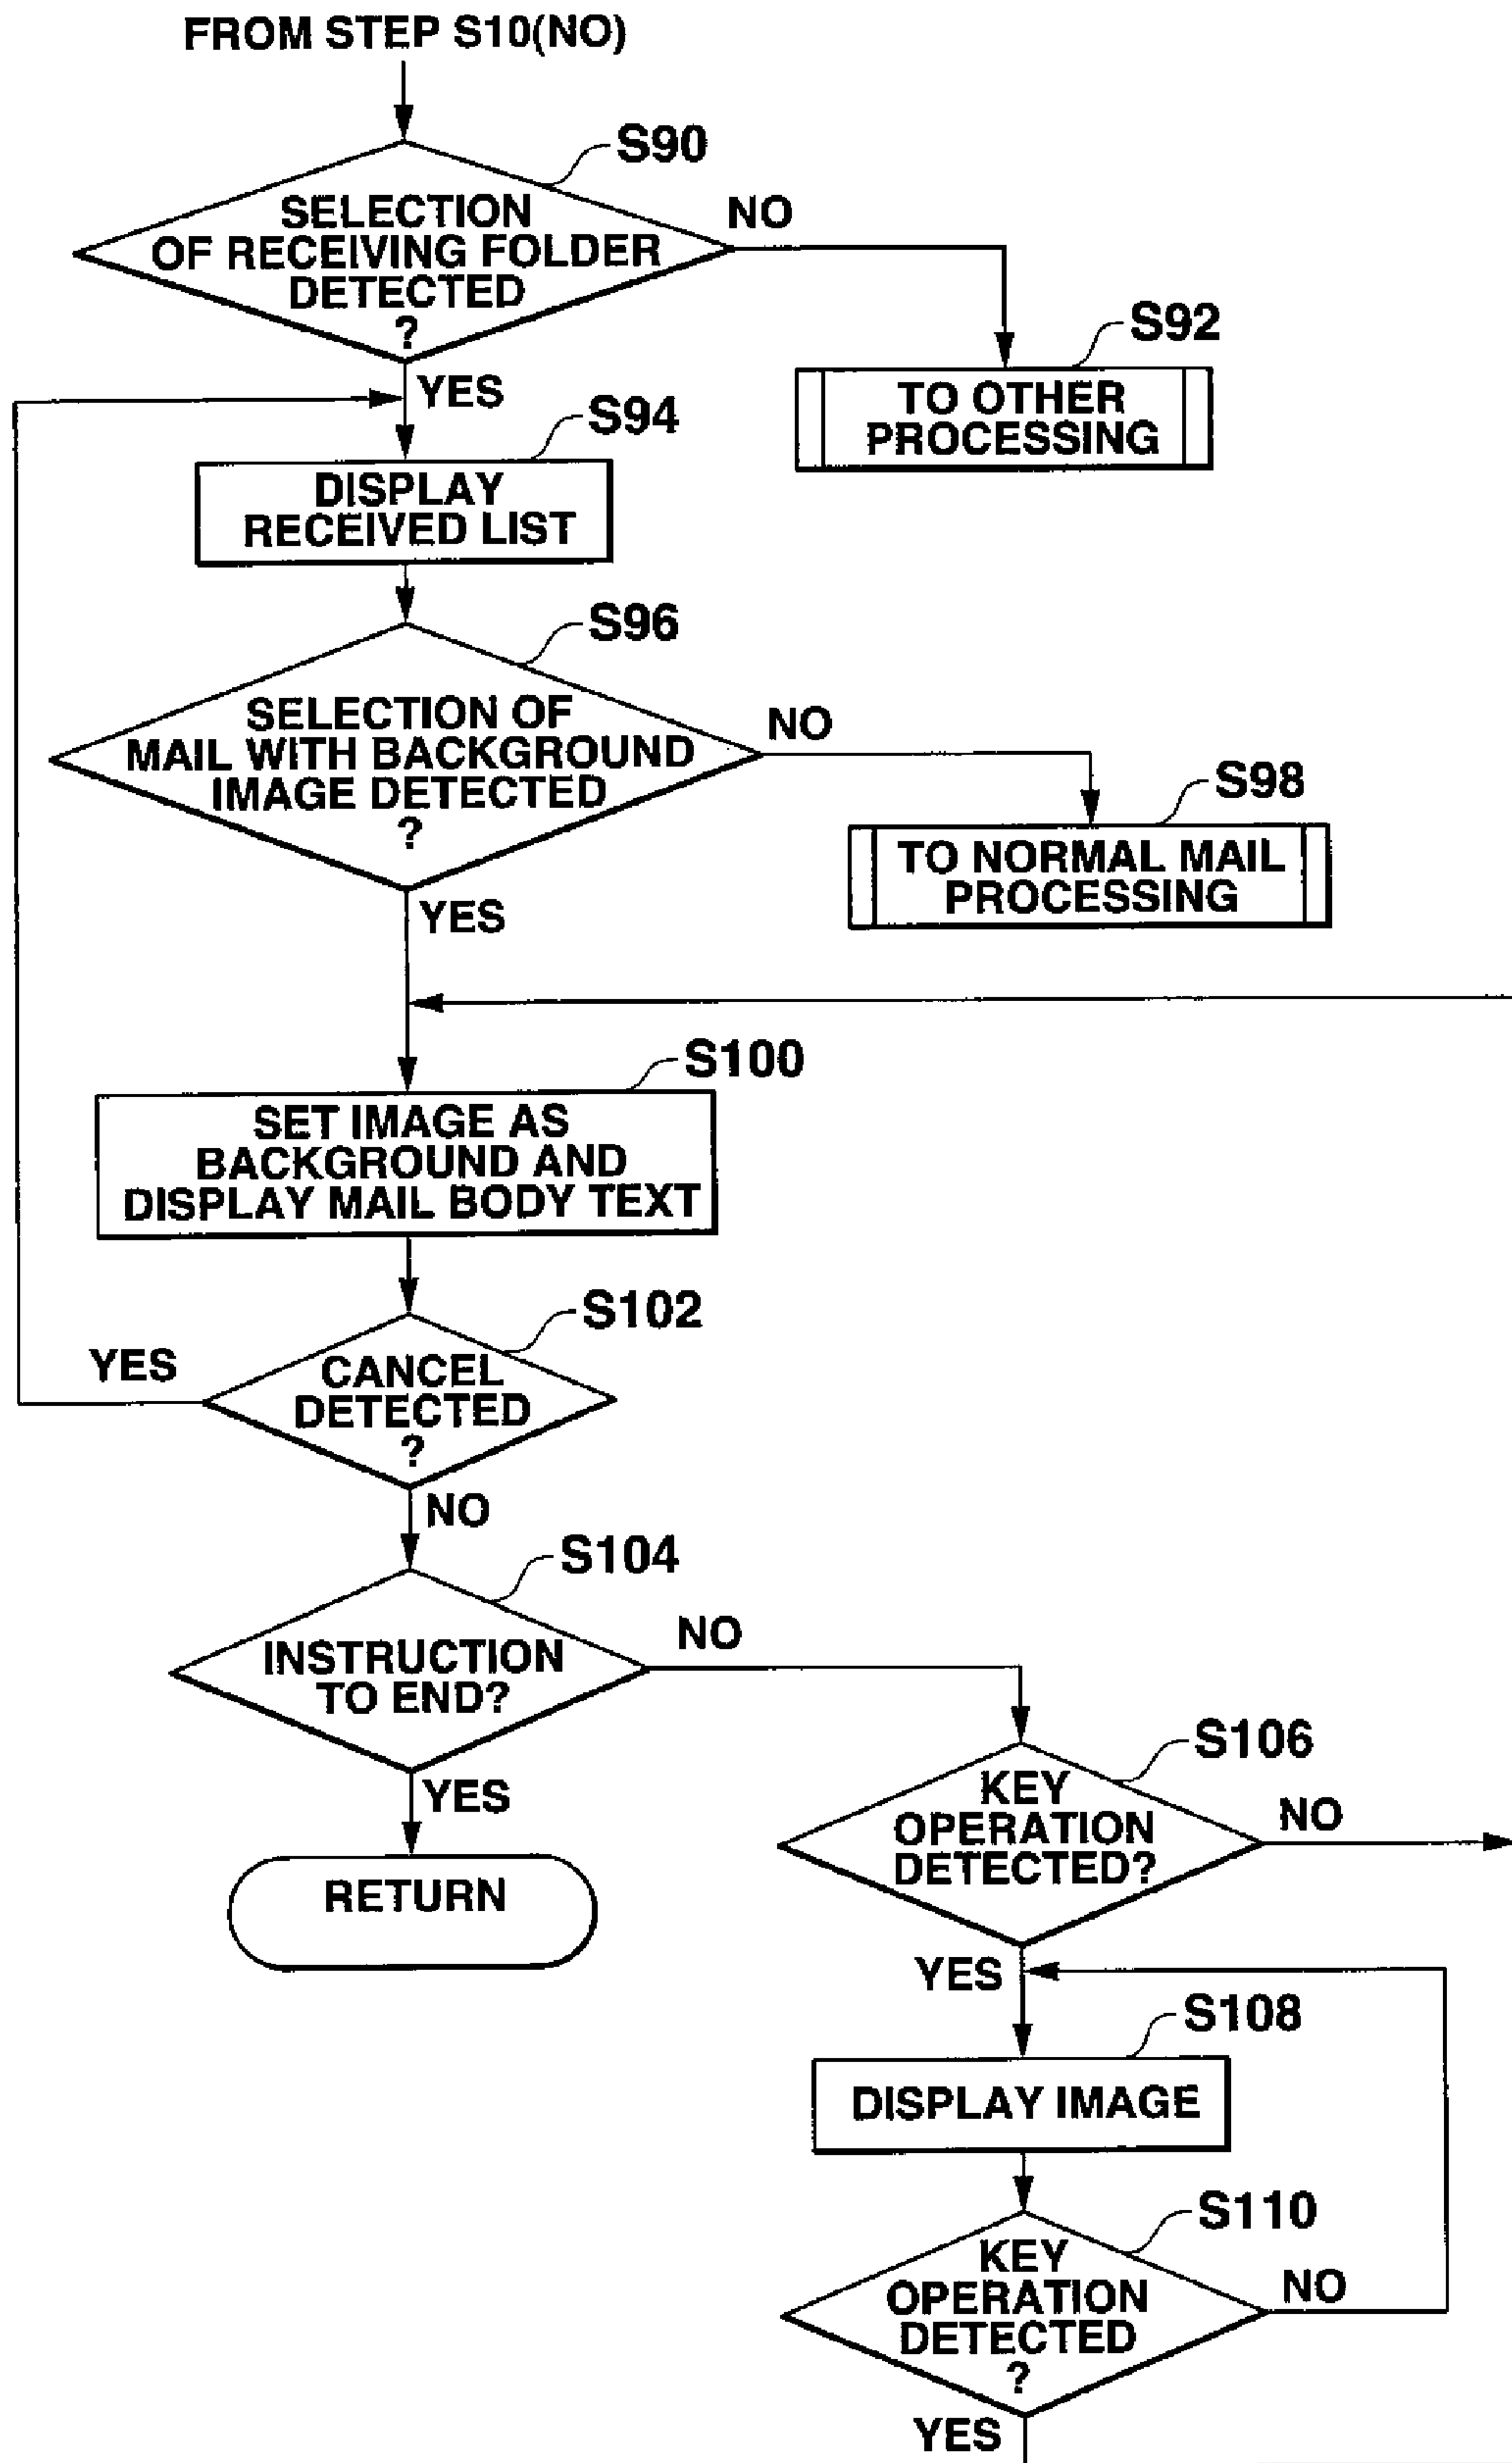 FROM STEP S10(NO)
S90
SELECTION
OF RECEIVING FOLDER
DETECTED
?
NO
S92
TO OTHER
PROCESSING
YES
S94
DISPLAY
RECEIVED LIST
S96
SELECTION OF
MAIL WITH BACKGROUND
IMAGE DETECTED
?
NO
S98
TO NORMAL MAIL
PROCESSING
YES
S100
SET IMAGE AS
BACKGROUND AND
DISPLAY MAIL BODY TEXT
S102
YES
CANCEL
DETECTED
?
NO
S104
INSTRUCTION
TO END?
NO
YES
RETURN
S106
KEY
OPERATION
DETECTED?
NO
YES
S108
DISPLAY IMAGE
S110
KEY
OPERATION
DETECTED
?
NO
YES